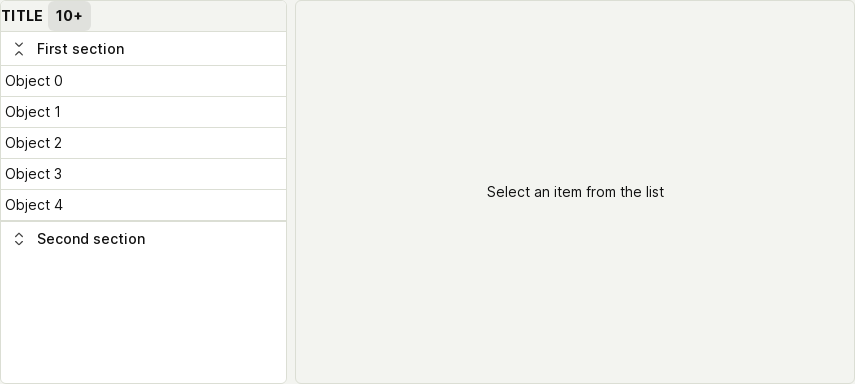 TITLE 10+
First section
Object 0
Object 1
Object 2
Object 3
Object 4
Second section
Select an item from the list